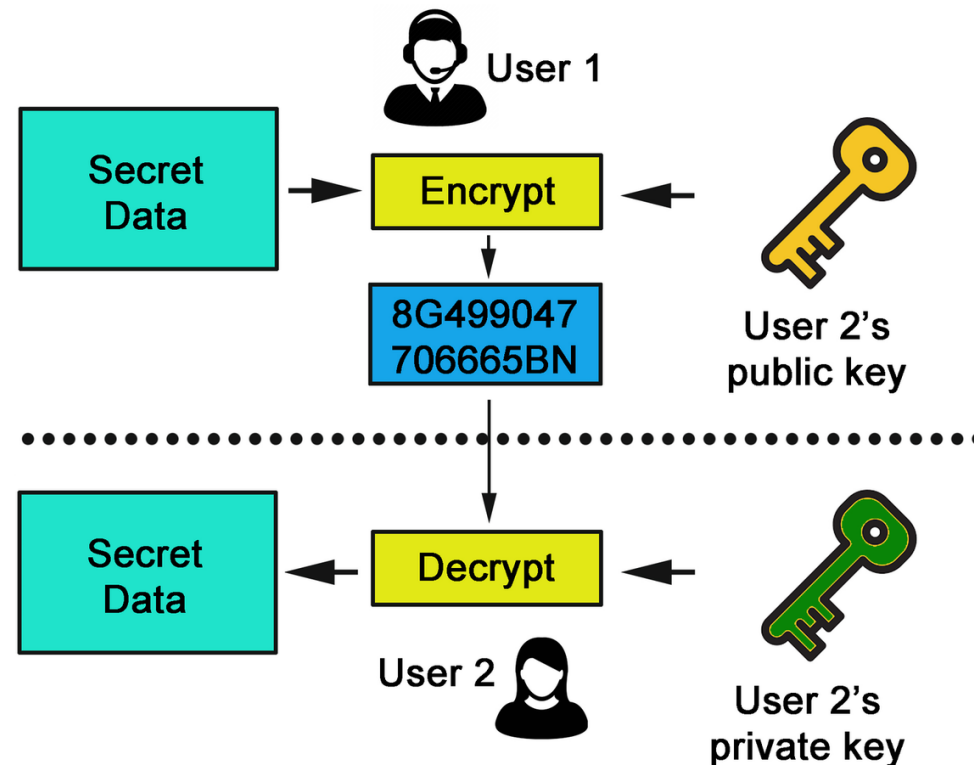 User 1
Secret
Data
Encrypt
8G499047
706665BN
User 2’s
public key
Secret
Data
Decrypt
User 2
User 2’s
private key